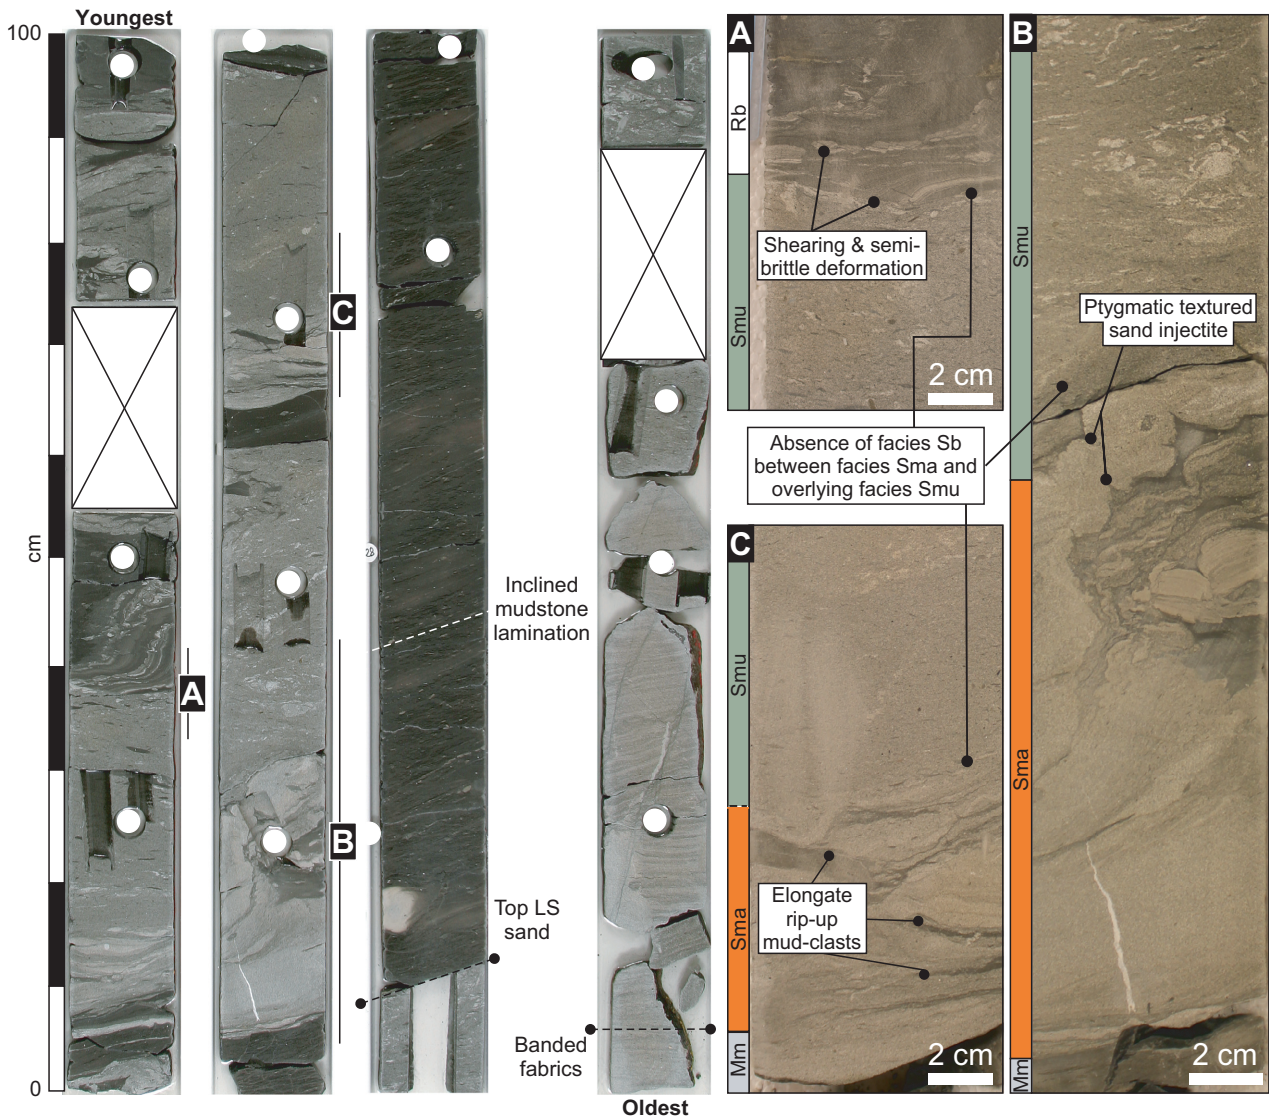 Youngest
100
cm
0
A
C
B
28
Inclined
mudstone
lamination
Top LS
sand
Banded
fabrics
Oldest
A
Rb
Smu
Shearing & semi-
brittle deformation
2 cm
Absence of facies Sb
between facies Sma and
overlying facies Smu
C
Smu
Sma
Mm
Elongate
rip-up
mud-clasts
2 cm
B
Smu
Sma
Mm
Ptygmatic textured
sand injectite
2 cm